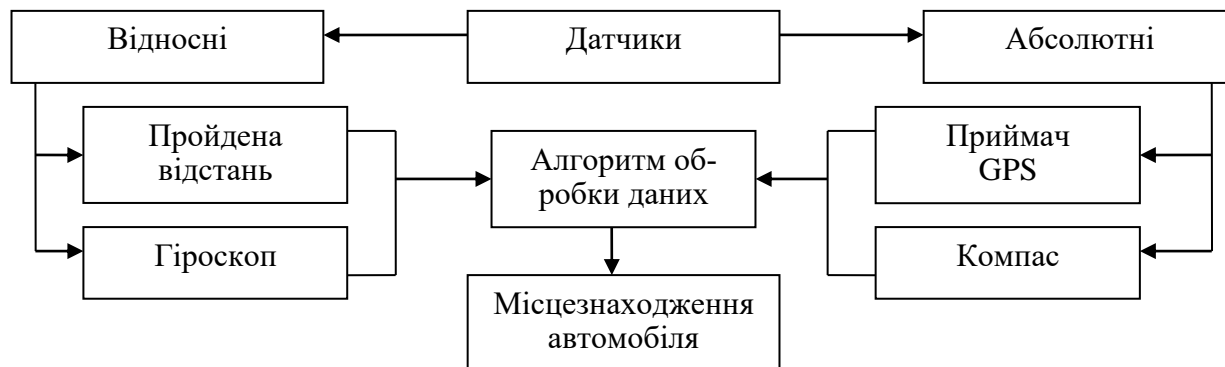 Відносні
Датчики
Абсолютні
Пройдена
відстань
Алгоритм об-
робки даних
Приймач
GPS
Гіроскоп
Компас
Місцезнаходження
автомобіля